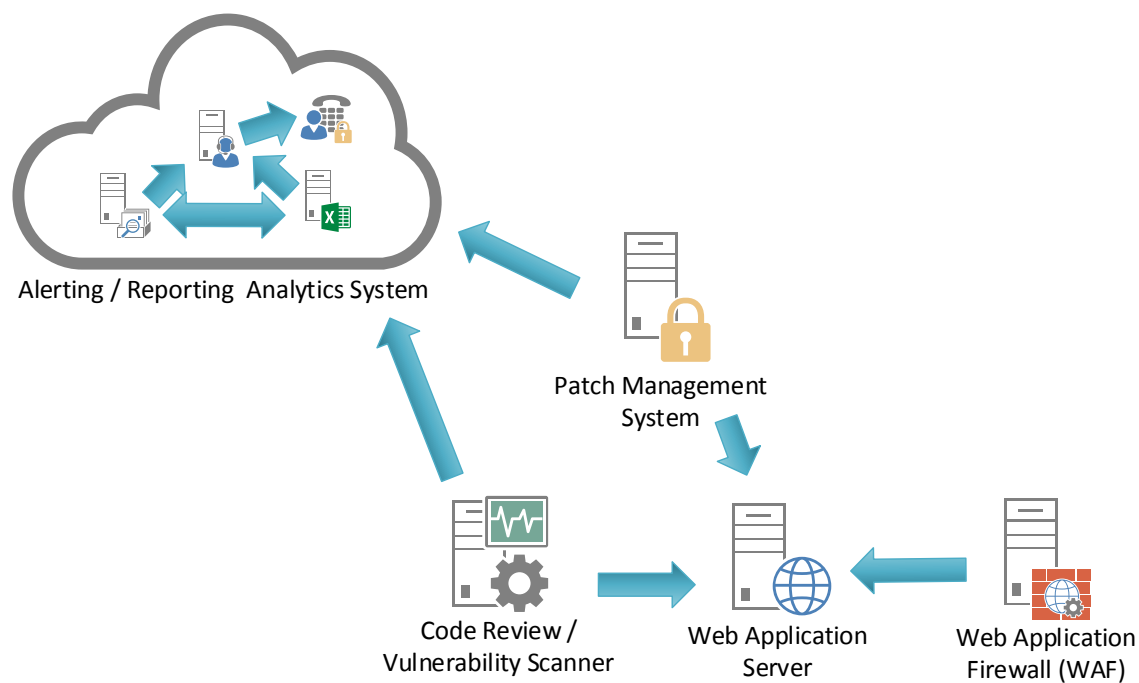 Alerting / Reporting  Analytics System
Patch Management
System
Code Review /
Vulnerability Scanner
Web Application
Server
Web Application
Firewall (WAF)
X